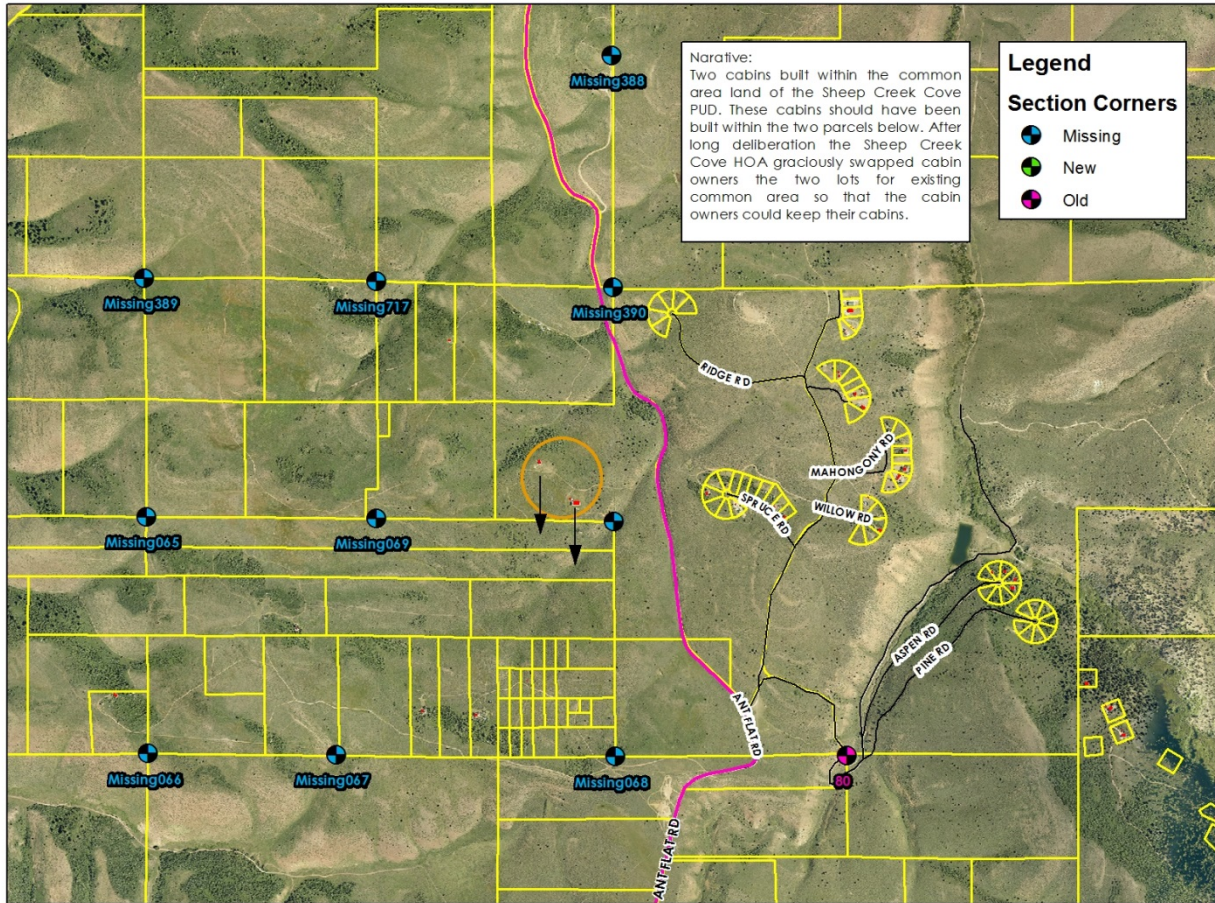 Missing388
Narative:
Two cabins built within the common
area land of the Sheep Creek Cove
PUD. These cabins should have been
built within the two parcels below. After
long deliberation the Sheep Creek
Cove HOA graciously swapped cabin
owners the two lots for existing
common area so that the cabin
owners could keep their cabins.
Legend
Section Corners
Missing
New
Old
Missing389
Missing717
Missing390
RIDGE RD
MAHONGONY RD
SPRUCE RD
WILLOW RD
Missing065
Missing069
ASPEN RD
PINE RD
ANT FLAT RD
Missing066
Missing067
Missing068
80
ANT FLAT RD